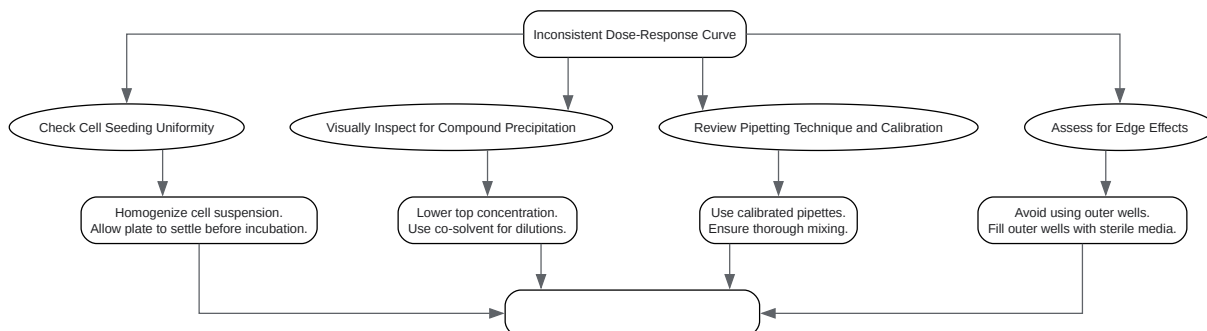 Inconsistent Dose-Response Curve
Check Cell Seeding Uniformity
Visually Inspect for Compound Precipitation
Review Pipetting Technique and Calibration
Assess for Edge Effects
Homogenize cell suspension.
Allow plate to settle before incubation.
Lower top concentration.
Use co-solvent for dilutions.
Use calibrated pipettes.
Ensure thorough mixing.
Avoid using outer wells.
Fill outer wells with sterile media.